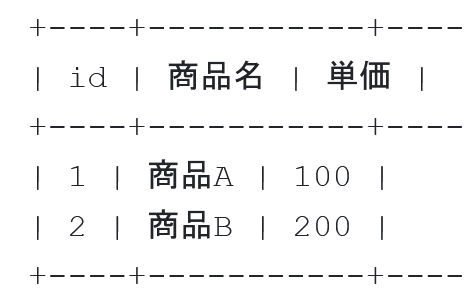 +----+-----------+----
| id | 商品名 | 単価 |
+----+-----------+----
| 1 | 商品A | 100 |
| 2 | 商品B | 200 |
+----+-----------+----